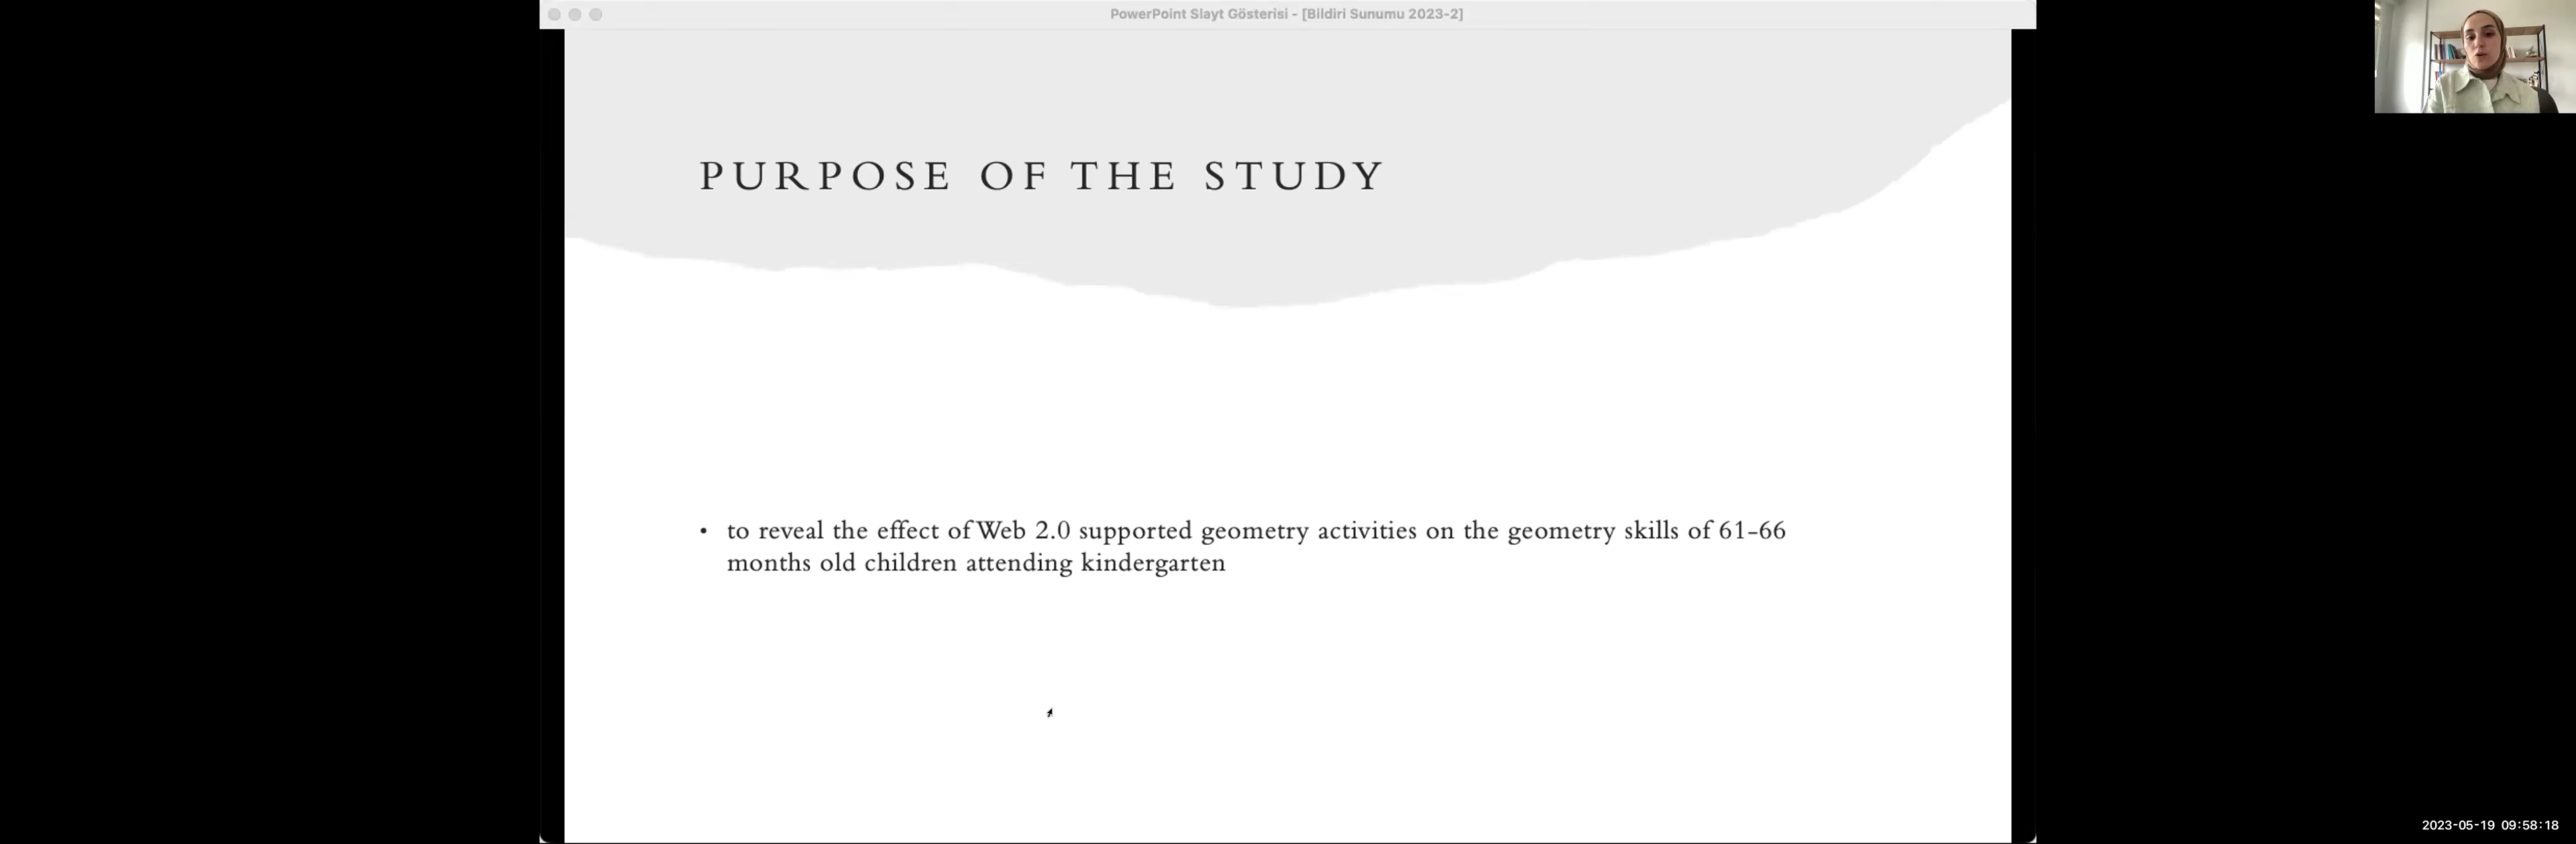 PowerPoint Slayt Gösterisi - [Bildiri Sunumu 2023-2]
PURPOSE OF THE STUDY
• to reveal the effect of Web 2.0 supported geometry activities on the geometry skills of 61-66
months old children attending kindergarten
2023-05-19 09:58:18